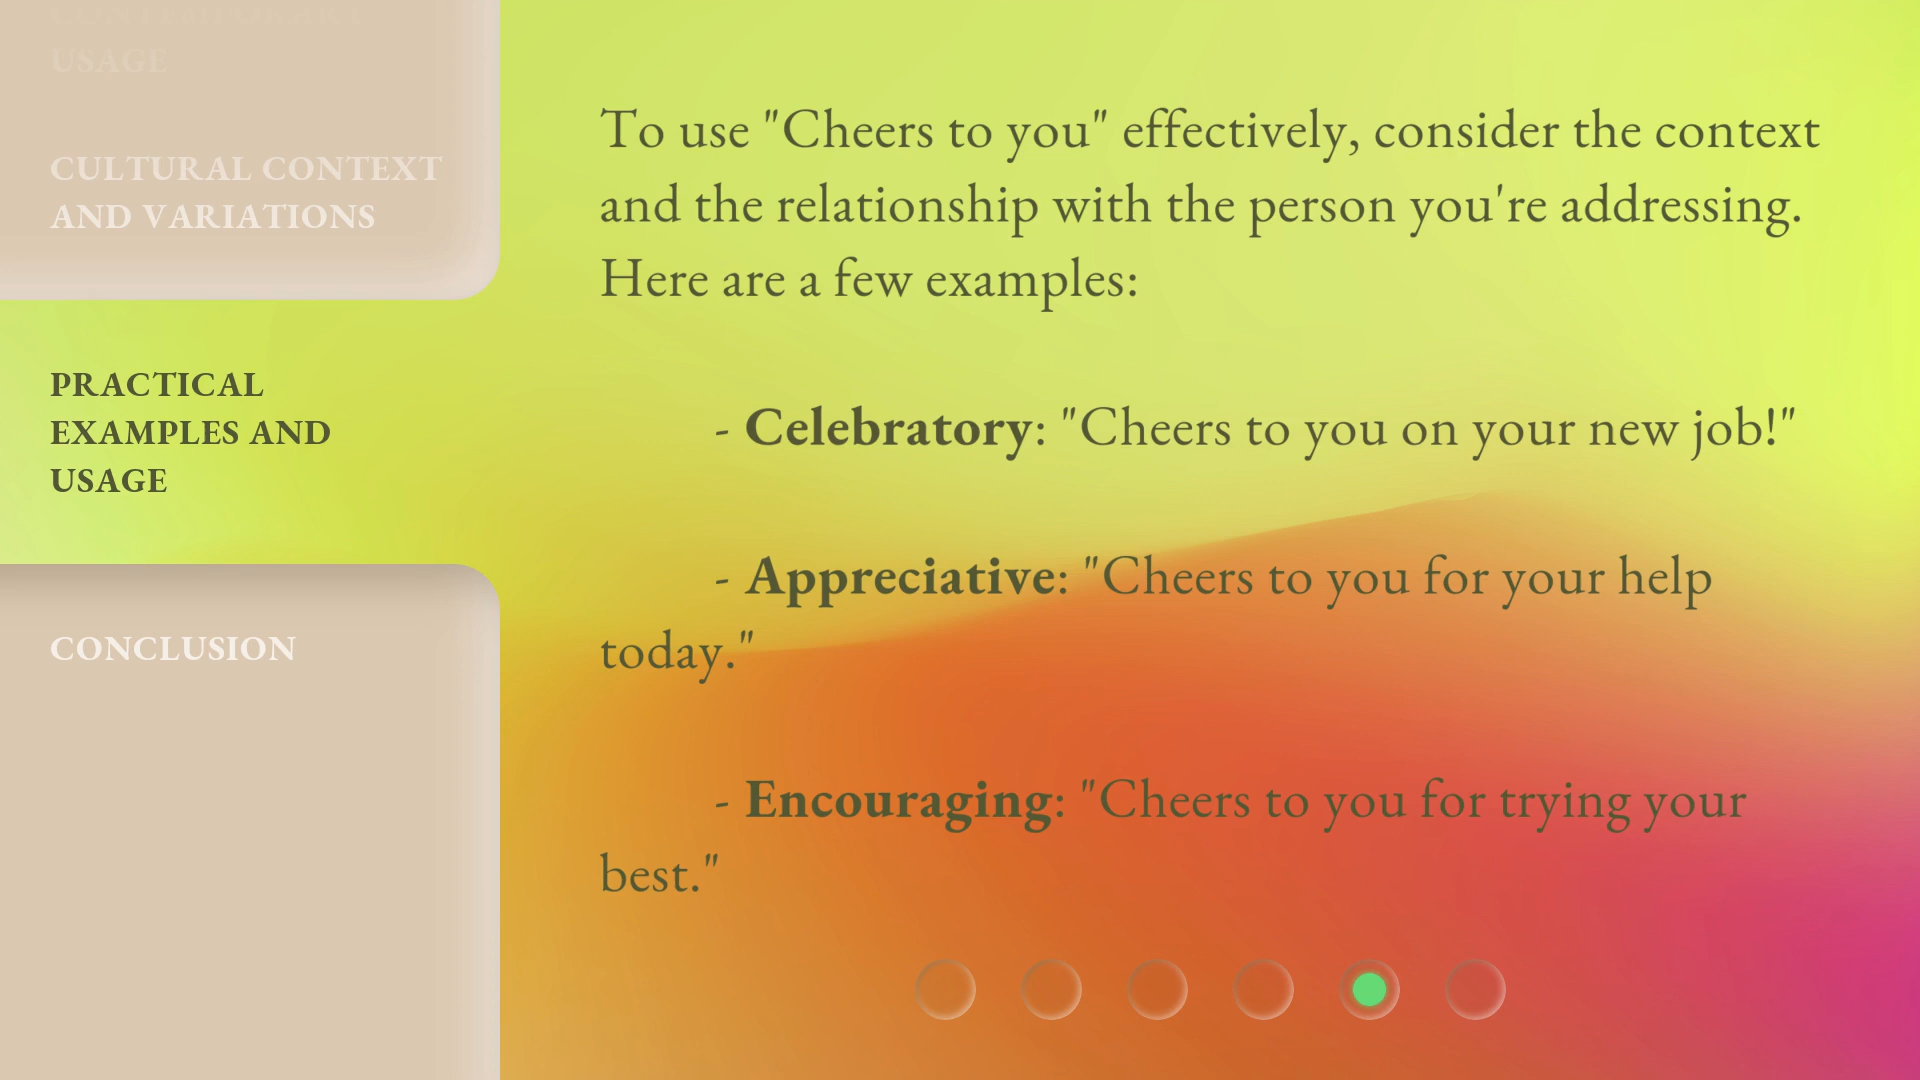 CONTEMPORARY
USAGE
CULTURAL CONTEXT
AND VARIATIONS
PRACTICAL
EXAMPLES AND
USAGE
CONCLUSION
To use "Cheers to you" effectively, consider the context
and the relationship with the person you're addressing.
Here are a few examples:
- Celebratory: "Cheers to you on your new job!"
- Appreciative: "Cheers to you for your help
today."
- Encouraging: "Cheers to you for trying your
best."